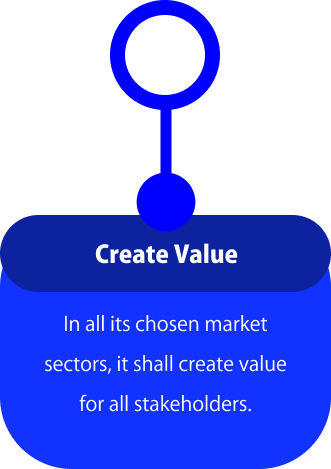 Create Value
In all its chosen market
sectors, it shall create value
for all stakeholders.